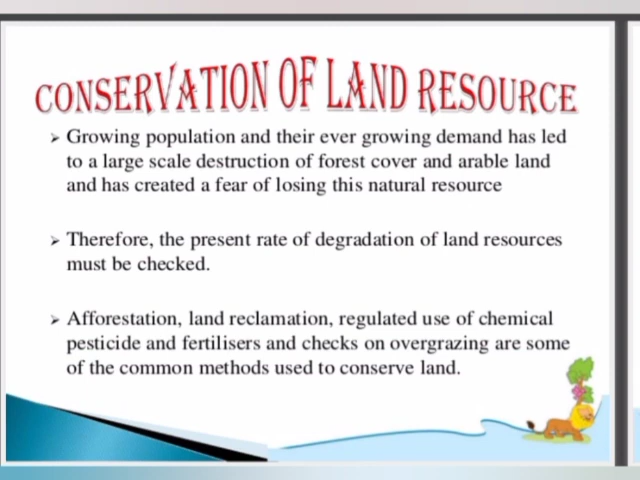 CONSERVATION OF LAND RESOURCE
➢ Growing population and their ever growing demand has led
to a large scale destruction of forest cover and arable land
and has created a fear of losing this natural resource
➢ Therefore, the present rate of degradation of land resources
must be checked.
➢ Afforestation, land reclamation, regulated use of chemical
pesticide and fertilisers and checks on overgrazing are some
of the common methods used to conserve land.